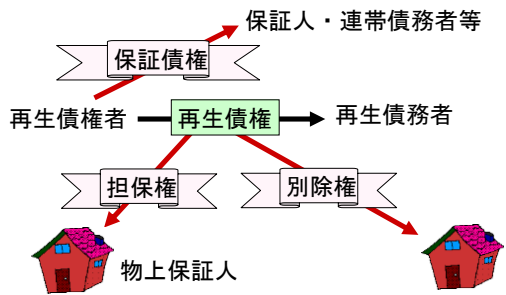 保証人・連帯債務者等
保証債権
再生債権者
再生債権
再生債務者
担保権
別除権
物上保証人